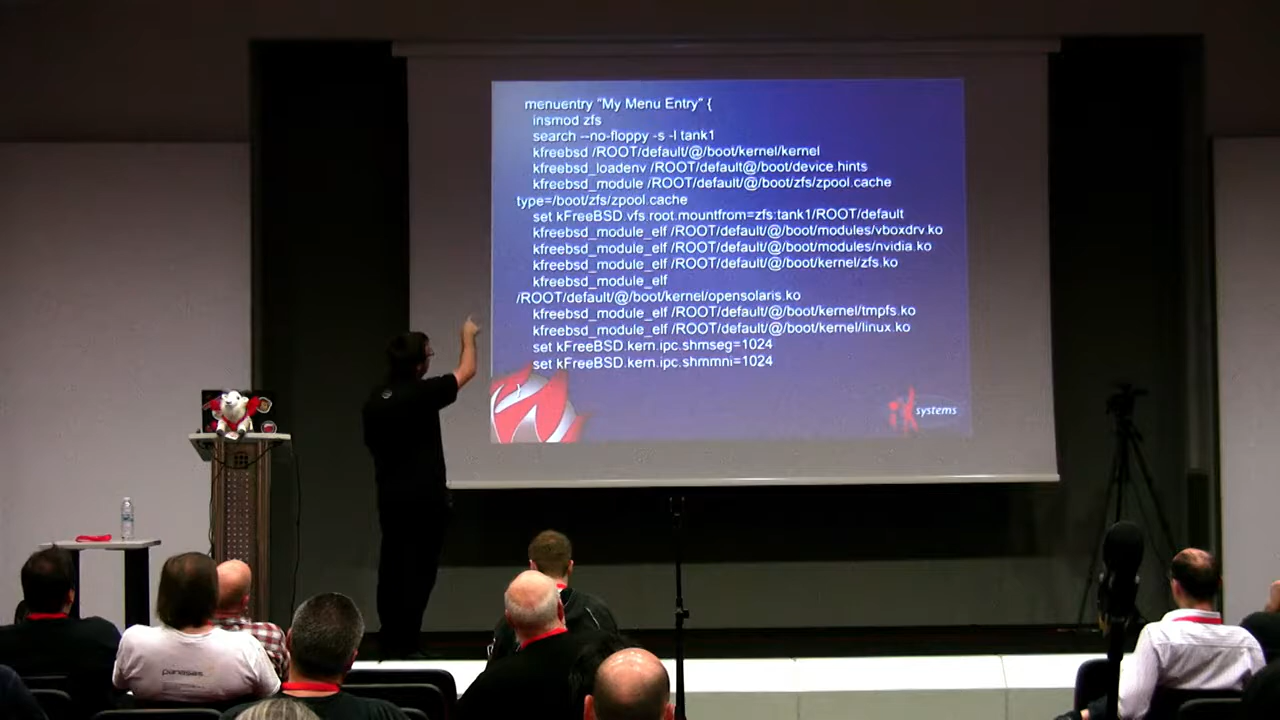 menuentry "My Menu Entry" {
insmod zfs
search --no-floppy -s -l tank1
kfreebsd /ROOT/default/@/boot/kernel/kernel
kfreebsd_loadenv /ROOT/default@/boot/device.hints
kfreebsd_module /ROOT/default/@/boot/zfs/zpool.cache
type=/boot/zfs/zpool.cache
set kFreeBSD.vfs.root.mountfrom=zfs:tank1/ROOT/default
kfreebsd_module_elf /ROOT/default/@/boot/modules/vboxdrv.ko
kfreebsd_module_elf /ROOT/default/@/boot/modules/nvidia.ko
kfreebsd_module_elf /ROOT/default/@/boot/kernel/zfs.ko
kfreebsd_module_elf
/ROOT/default/@/boot/kernel/opensolaris.ko
kfreebsd_module_elf /ROOT/default/@/boot/kernel/tmpfs.ko
kfreebsd_module_elf /ROOT/default/@/boot/kernel/linux.ko
set kFreeBSD.kern.ipc.shmseg=1024
set kFreeBSD.kern.ipc.shmmni=1024
iX systems
panasas